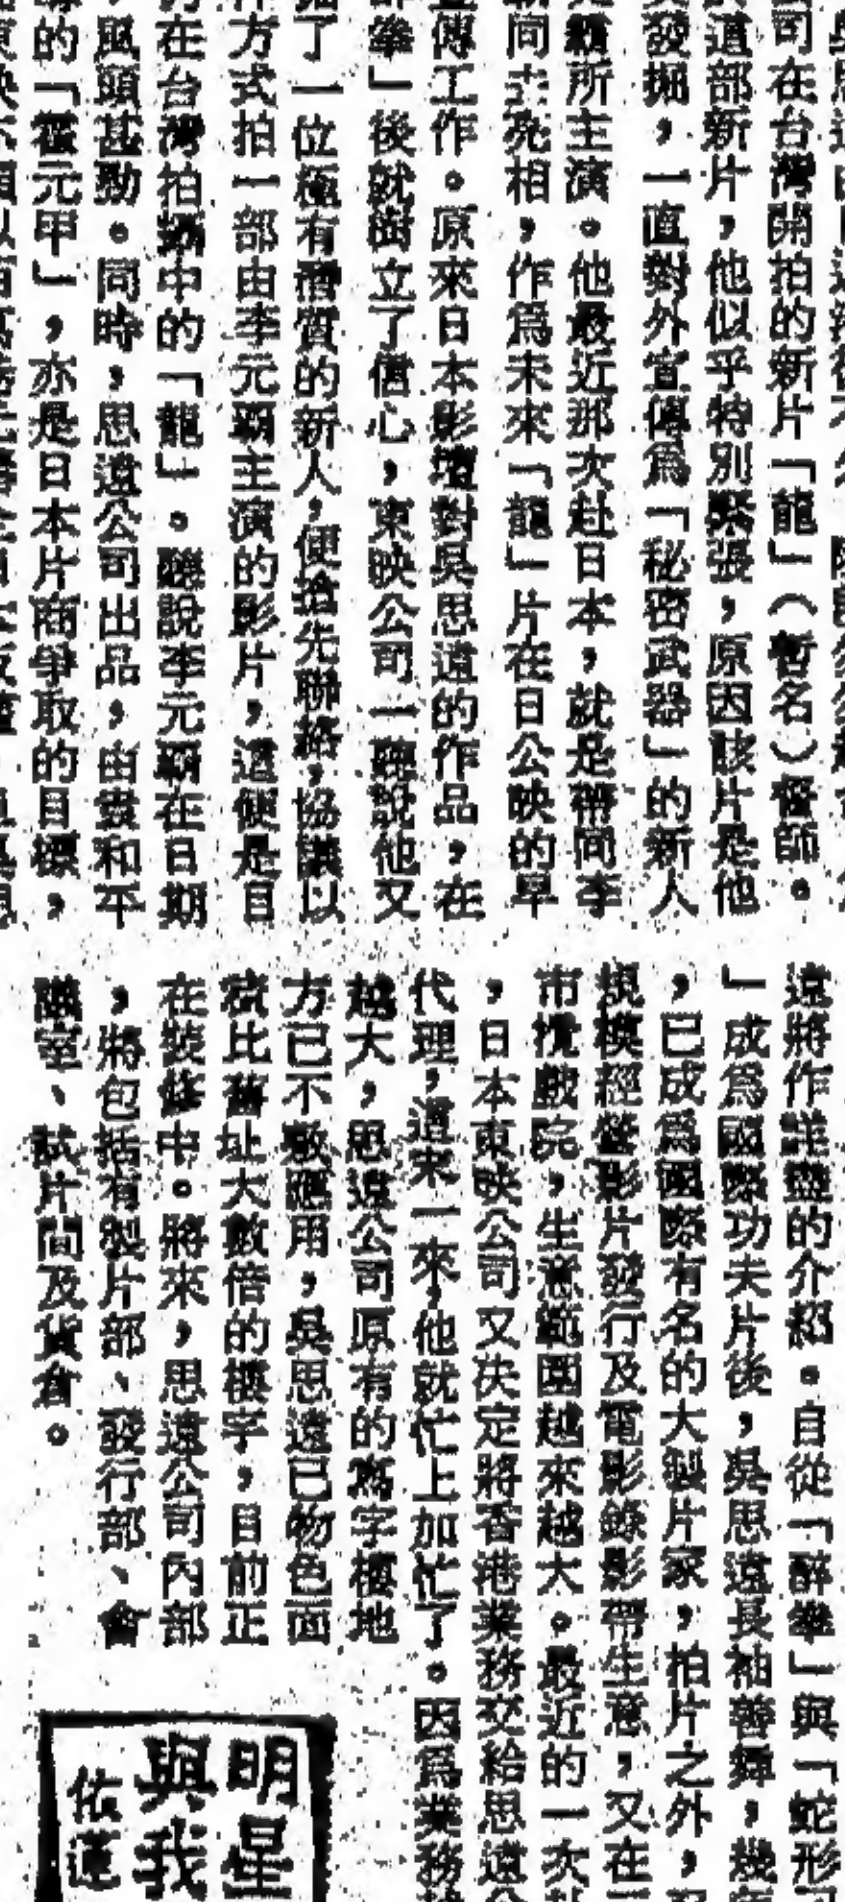 司在台灣開拍的新片「龍」（暫名）督師。
道部新片，他似乎特別緊張，原因該片是他
發掘，一直對外宣傳爲「秘密武器」的新人
霸所主演。他最近那次赴日本，就是帶同李
同走亮相，作爲未來「龍」片在日公映的早
傳工作。原來日本影壇對吳思遠的作品，在
拳」後就樹立了信心，東映公司一聽說他又
了一位極有潛質的新人，便搶先聯絡，協議以
方式拍一部由李元霸主演的影片，這便是目
在台灣拍攝中的「龍」。聽說李元霸在日期
風頭甚勁。同時，思遠公司出品，由袁和平
的「霍元甲」，亦是日本片商爭取的目標，
遠將作詳盡的介紹。自從「醉拳」與「蛇形
」成爲國際功夫片後，吳思遠長袖善舞，幾
，已成爲國際有名的大製片家，拍片之外，
規模經營影片發行及電影錄影帶生意，又在
市攪戲院，生意範圍越來越大。最近的一次
，日本東映公司又決定將香港業務交給思遠
代理，這末一來，他就忙上加忙了。因爲業務
越大，思遠公司原有的寫字樓地
方已不敷應用，吳思遠已物色面
積比舊址大數倍的樓宇，目前正
在裝修中。將來，思遠公司內部
，將包括有製片部、發行部、會
議室、試片間及貨倉。
明星
與我
依蓮